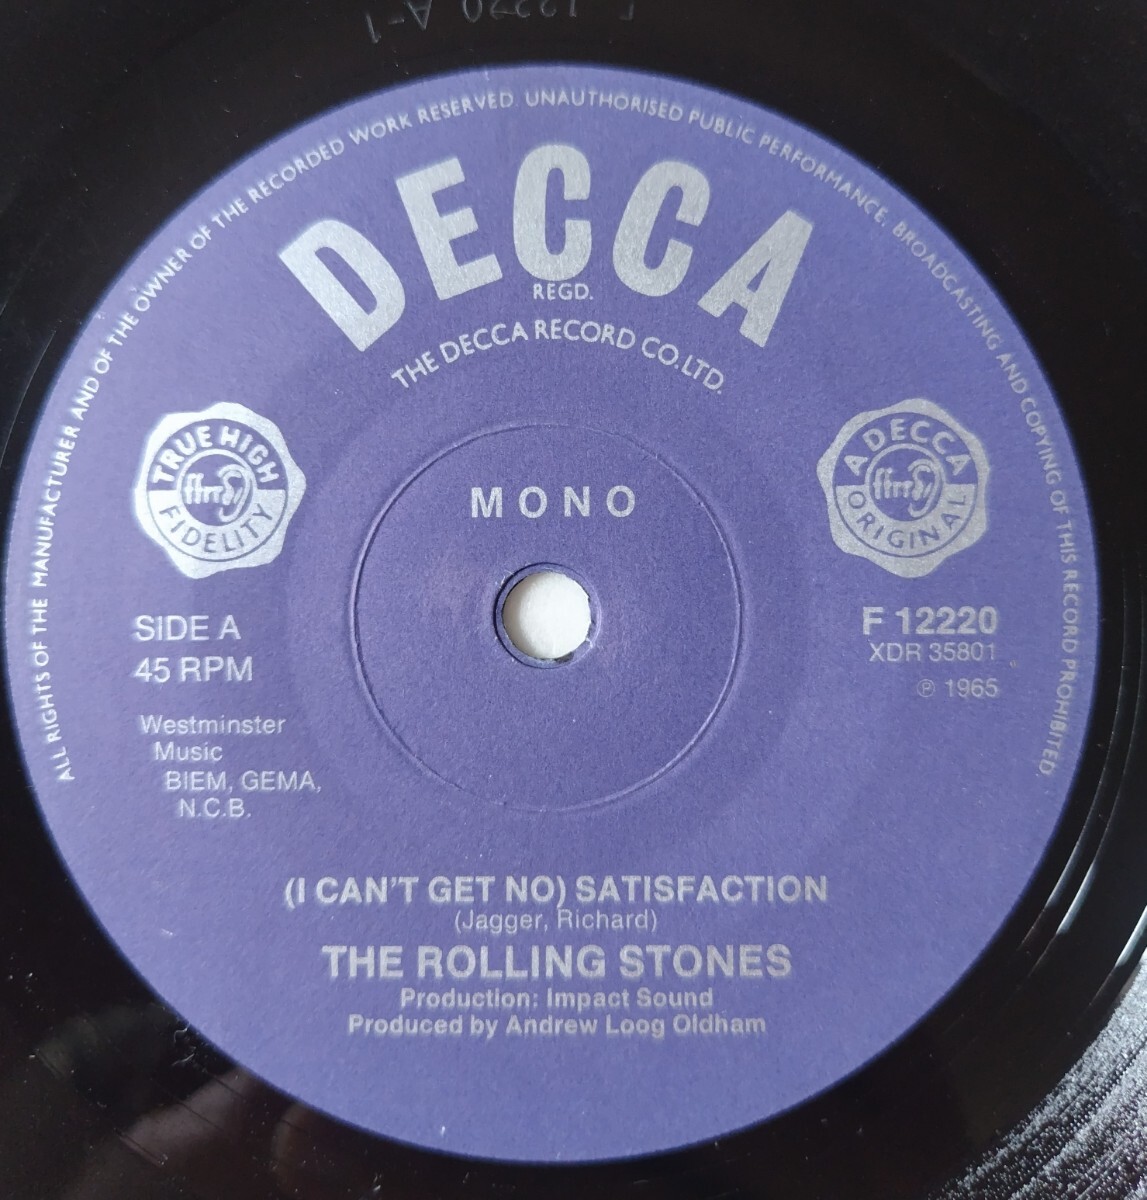 F 12220 A-1
ALL RIGHTS OF THE MANUFACTURER AND OF THE OWNER OF THE RECORDED WORK RESERVED. UNAUTHORISED PUBLIC PERFORMANCE, BROADCASTING AND COPYING OF THIS RECORD PROHIBITED.
DECCA
REGD.
THE DECCA RECORD CO. LTD.
TRUE HIGH
ffrr
FIDELITY
MONO
A DECCA
ffrr
ORIGINAL
SIDE A
45 RPM
F 12220
XDR 35801
℗ 1965
Westminster
Music
BIEM, GEMA,
N.C.B.
(I CAN'T GET NO) SATISFACTION
(Jagger, Richard)
THE ROLLING STONES
Production: Impact Sound
Produced by Andrew Loog Oldham